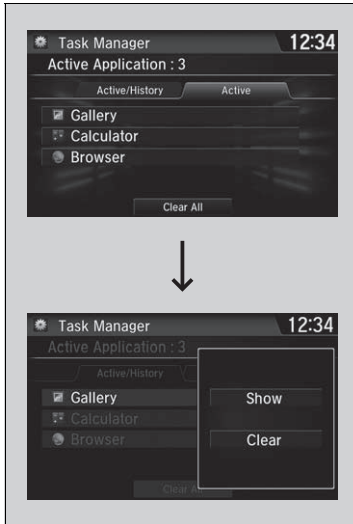 Task Manager 12:34
Active Application : 3
Active/History Active
Gallery
Calculator
Browser
Clear All
Task Manager 12:34
Active Application : 3
Active/History
Gallery Show
Calculator
Browser Clear
Clear All